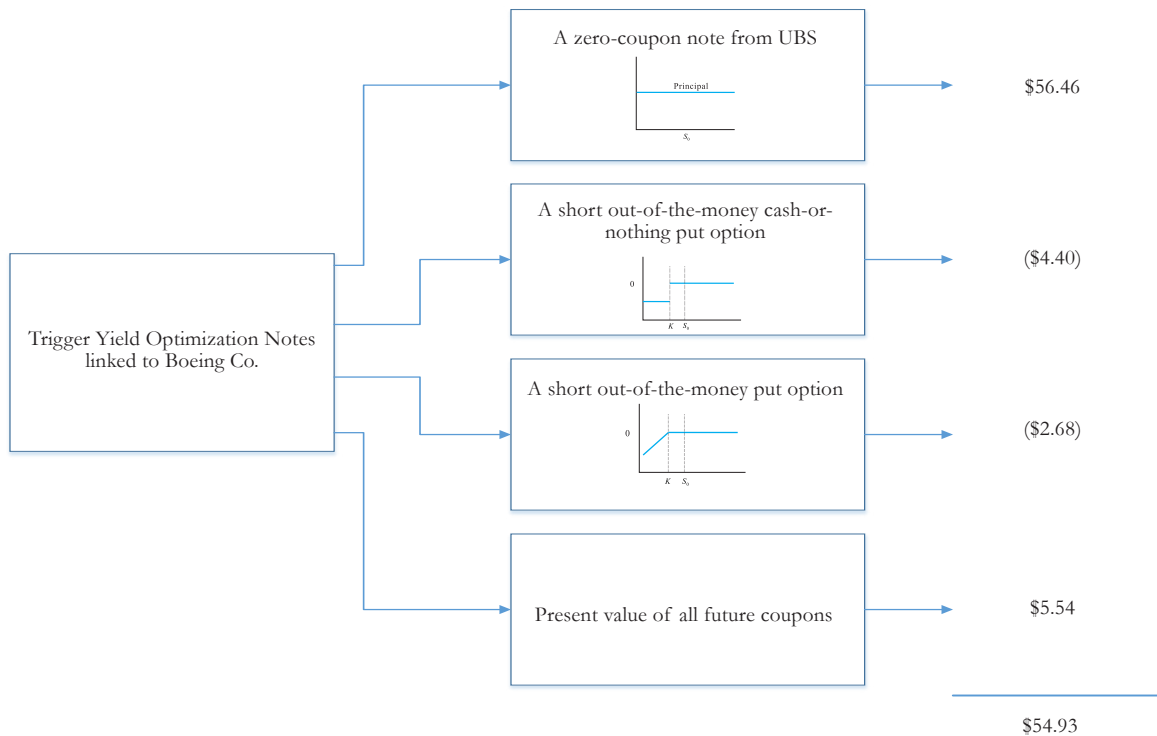 A zero-coupon note from UBS
Principal
S₀
$56.46
A short out-of-the-money cash-or-
nothing put option
0
K S₀
($4.40)
Trigger Yield Optimization Notes
linked to Boeing Co.
A short out-of-the-money put option
0
K S₀
($2.68)
Present value of all future coupons
$5.54
$54.93